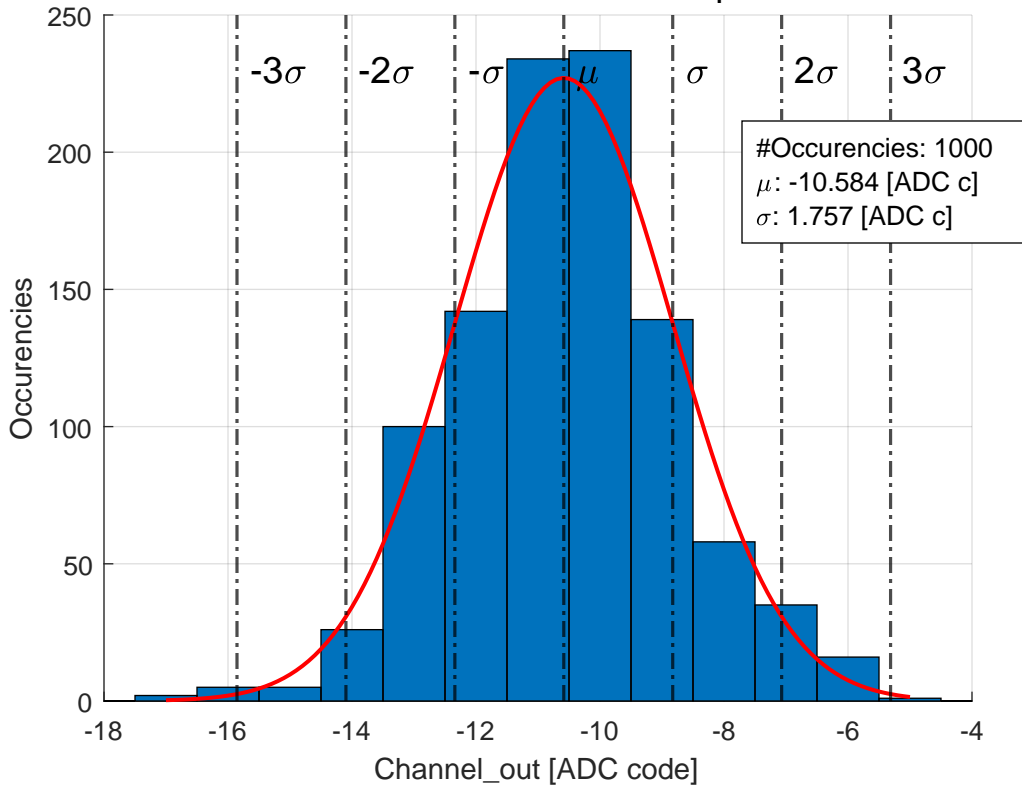 250
200
150
100
50
0
Occurencies
-3σ
-2σ
-σ
μ
σ
2σ
3σ
#Occurencies: 1000
μ: -10.584 [ADC c]
σ: 1.757 [ADC c]
-18
-16
-14
-12
-10
-8
-6
-4
Channel_out [ADC code]